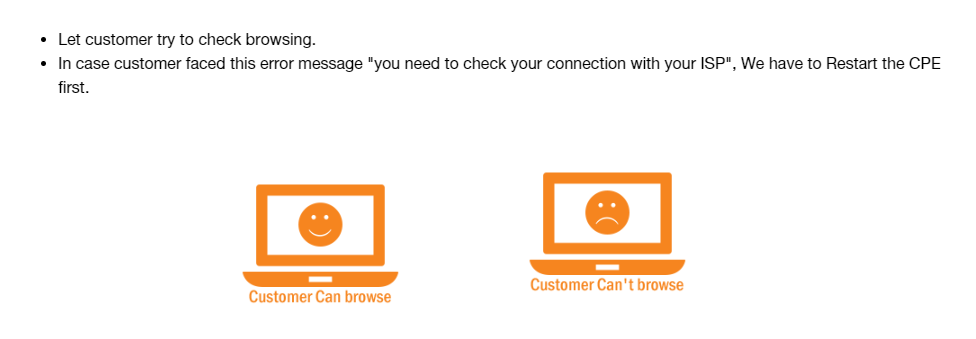 Let customer try to check browsing.
In case customer faced this error message "you need to check your connection with your ISP", We have to Restart the CPE
first.
Customer Can browse
Customer Can't browse